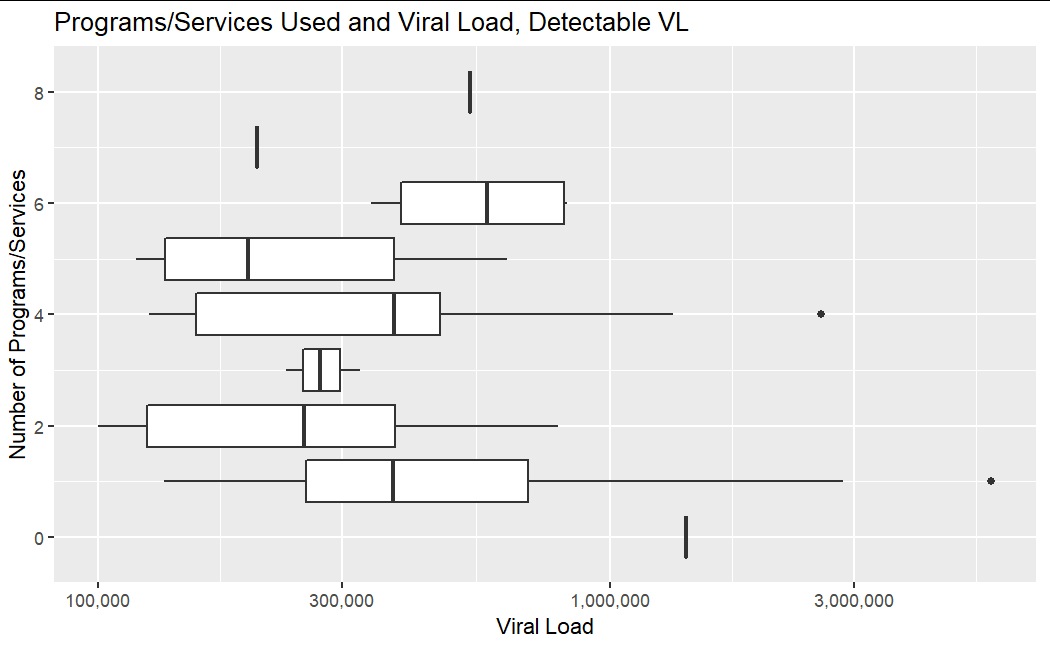 Programs/Services Used and Viral Load, Detectable VL
Number of Programs/Services
8
6
4
2
0
100,000 300,000 1,000,000 3,000,000
Viral Load